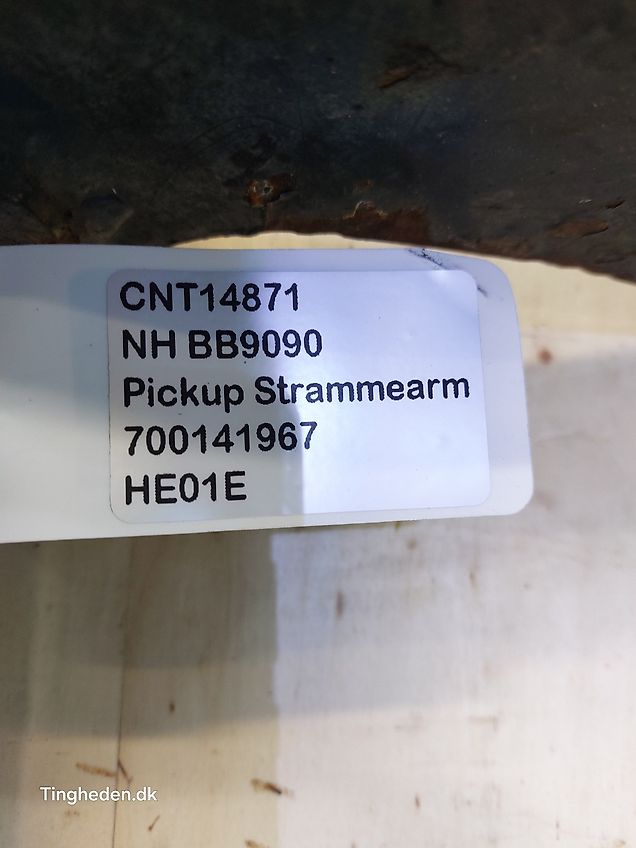 CNT14871
NH BB9090
Pickup Strammearm
700141967
HE01E
Tingheden.dk